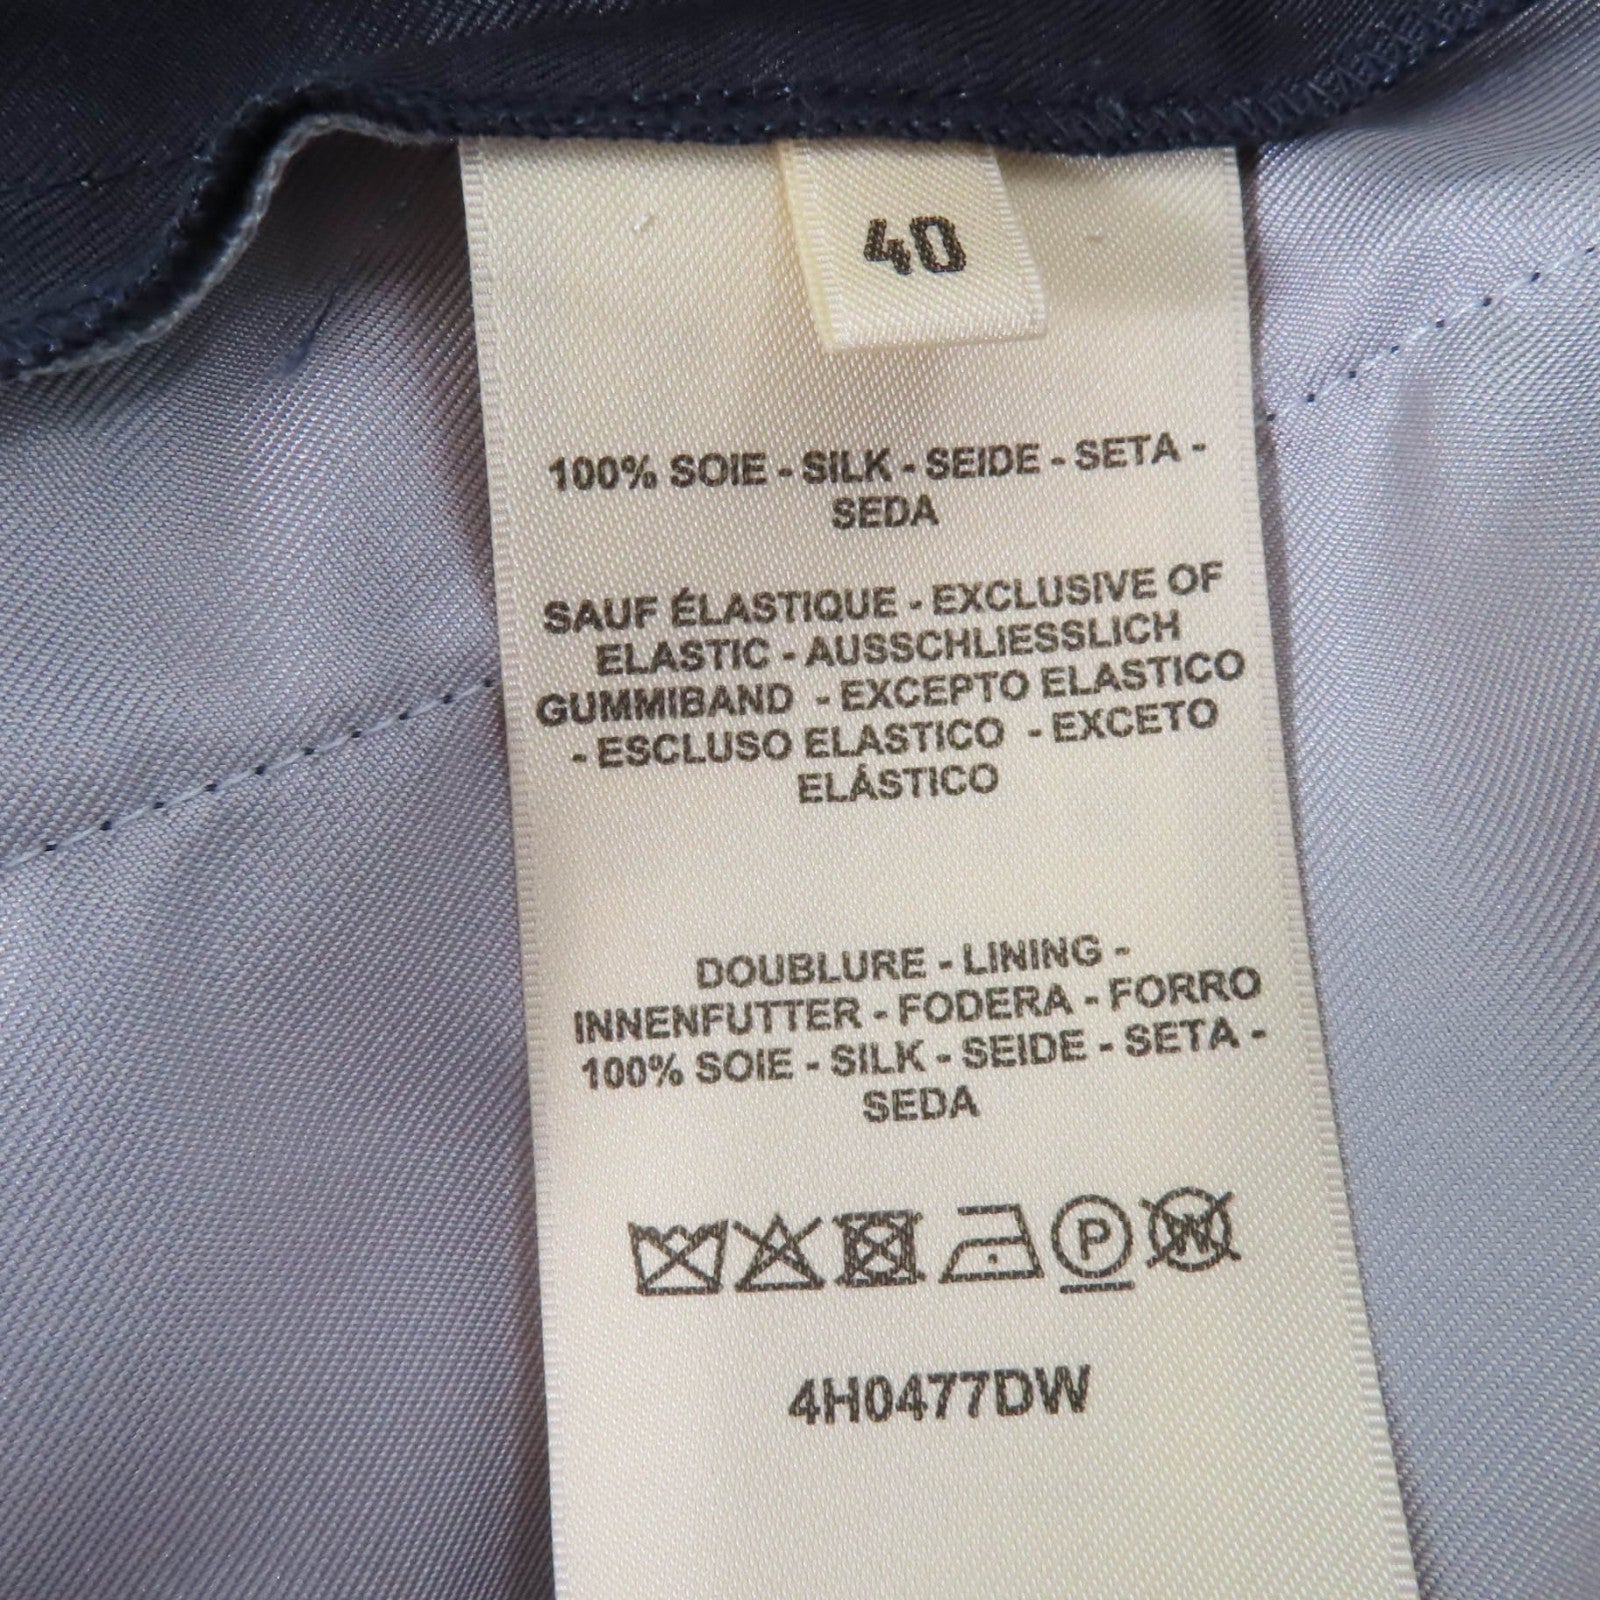 40
100% SOIE - SILK - SEIDE - SETA -
SEDA
SAUF ÉLASTIQUE - EXCLUSIVE OF
ELASTIC - AUSSCHLIESSLICH
GUMMIBAND - EXCEPTO ELASTICO
- ESCLUSO ELASTICO - EXCETO
ELÁSTICO
DOUBLURE - LINING -
INNENFUTTER - FODERA - FORRO
100% SOIE - SILK - SEIDE - SETA -
SEDA
P W
4H0477DW